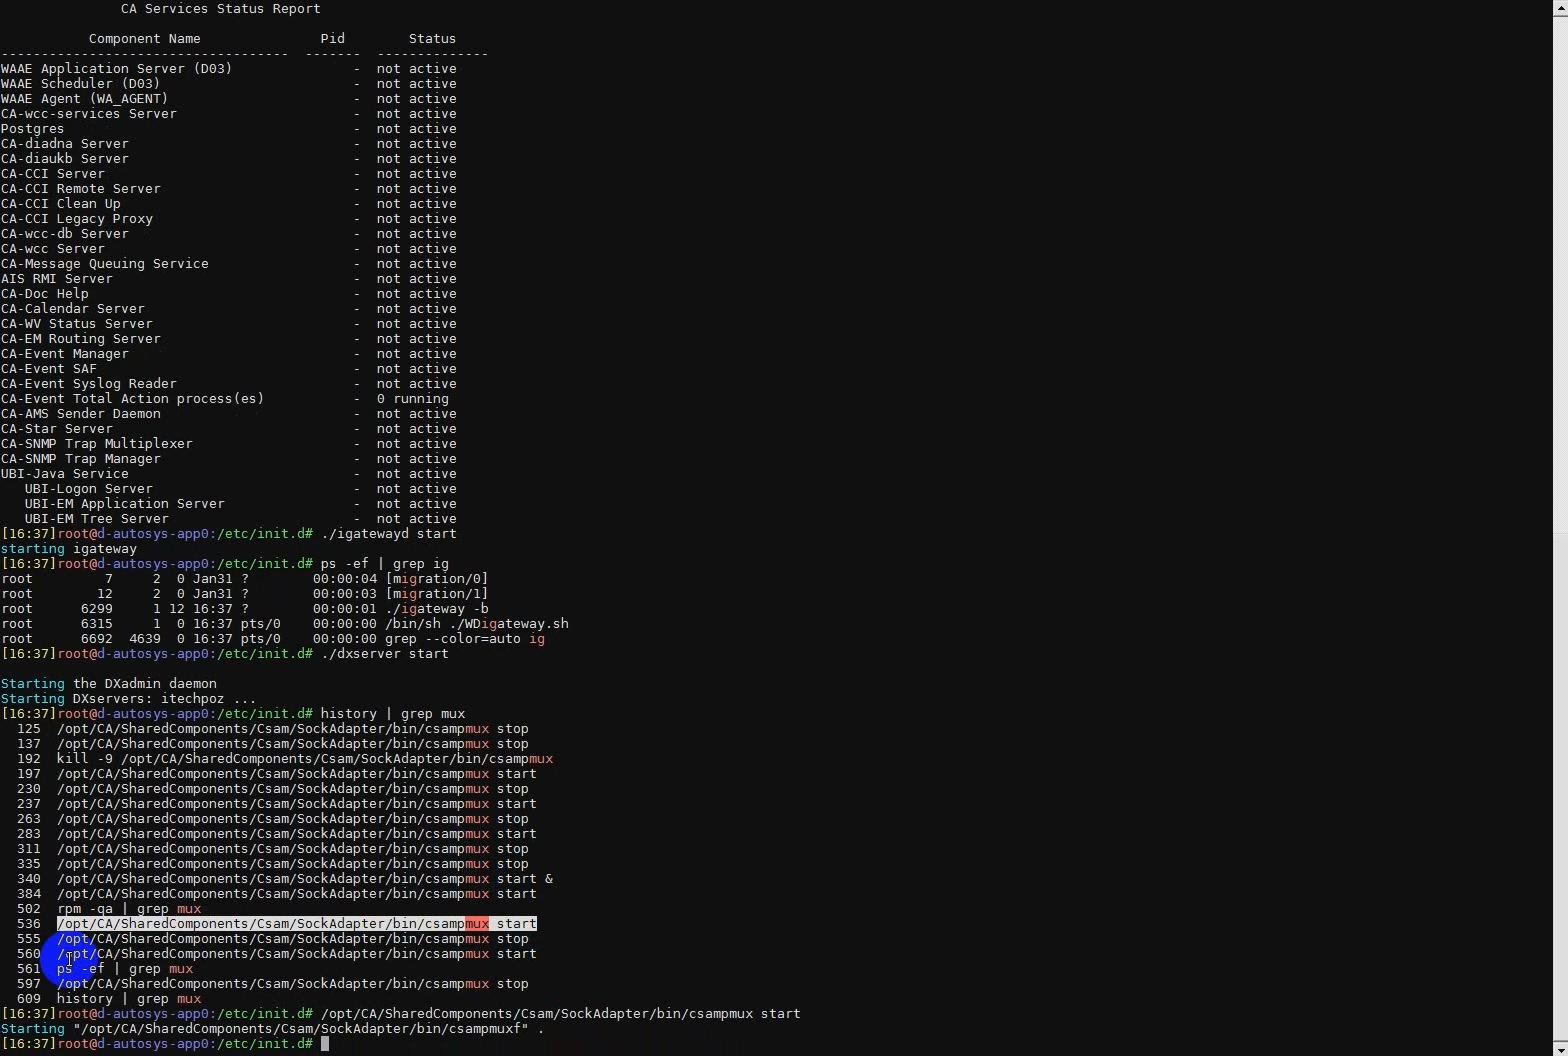 CA Services Status Report
Component Name Pid Status
------------------------------------ ------- --------------
WAAE Application Server (D03) - not active
WAAE Scheduler (D03) - not active
WAAE Agent (WA_AGENT) - not active
CA-wcc-services Server - not active
Postgres - not active
CA-diadna Server - not active
CA-diaukb Server - not active
CA-CCI Server - not active
CA-CCI Remote Server - not active
CA-CCI Clean Up - not active
CA-CCI Legacy Proxy - not active
CA-wcc-db Server - not active
CA-wcc Server - not active
CA-Message Queuing Service - not active
AIS RMI Server - not active
CA-Doc Help - not active
CA-Calendar Server - not active
CA-WV Status Server - not active
CA-EM Routing Server - not active
CA-Event Manager - not active
CA-Event SAF - not active
CA-Event Syslog Reader - not active
CA-Event Total Action process(es) - 0 running
CA-AMS Sender Daemon - not active
CA-Star Server - not active
CA-SNMP Trap Multiplexer - not active
CA-SNMP Trap Manager - not active
UBI-Java Service - not active
UBI-Logon Server - not active
UBI-EM Application Server - not active
UBI-EM Tree Server - not active
[16:37]root@d-autosys-app0:/etc/init.d# ./igatewayd start
starting igateway
[16:37]root@d-autosys-app0:/etc/init.d# ps -ef | grep ig
root 7 2 0 Jan31 ? 00:00:04 [migration/0]
root 12 2 0 Jan31 ? 00:00:03 [migration/1]
root 6299 1 12 16:37 ? 00:00:01 ./igateway -b
root 6315 1 0 16:37 pts/0 00:00:00 /bin/sh ./WDigateway.sh
root 6692 4639 0 16:37 pts/0 00:00:00 grep --color=auto ig
[16:37]root@d-autosys-app0:/etc/init.d# ./dxserver start
Starting the DXadmin daemon
Starting DXservers: itechpoz ...
[16:37]root@d-autosys-app0:/etc/init.d# history | grep mux
125 /opt/CA/SharedComponents/Csam/SockAdapter/bin/csampmux stop
137 /opt/CA/SharedComponents/Csam/SockAdapter/bin/csampmux stop
192 kill -9 /opt/CA/SharedComponents/Csam/SockAdapter/bin/csampmux
197 /opt/CA/SharedComponents/Csam/SockAdapter/bin/csampmux start
230 /opt/CA/SharedComponents/Csam/SockAdapter/bin/csampmux stop
237 /opt/CA/SharedComponents/Csam/SockAdapter/bin/csampmux start
263 /opt/CA/SharedComponents/Csam/SockAdapter/bin/csampmux stop
283 /opt/CA/SharedComponents/Csam/SockAdapter/bin/csampmux start
311 /opt/CA/SharedComponents/Csam/SockAdapter/bin/csampmux stop
335 /opt/CA/SharedComponents/Csam/SockAdapter/bin/csampmux stop
340 /opt/CA/SharedComponents/Csam/SockAdapter/bin/csampmux start &
384 /opt/CA/SharedComponents/Csam/SockAdapter/bin/csampmux start
502 rpm -qa | grep mux
536 /opt/CA/SharedComponents/Csam/SockAdapter/bin/csampmux start
555 /opt/CA/SharedComponents/Csam/SockAdapter/bin/csampmux stop
560 /opt/CA/SharedComponents/Csam/SockAdapter/bin/csampmux start
561 ps -ef | grep mux
597 /opt/CA/SharedComponents/Csam/SockAdapter/bin/csampmux stop
609 history | grep mux
[16:37]root@d-autosys-app0:/etc/init.d# /opt/CA/SharedComponents/Csam/SockAdapter/bin/csampmux start
Starting "/opt/CA/SharedComponents/Csam/SockAdapter/bin/csampmuxf" .
[16:37]root@d-autosys-app0:/etc/init.d#